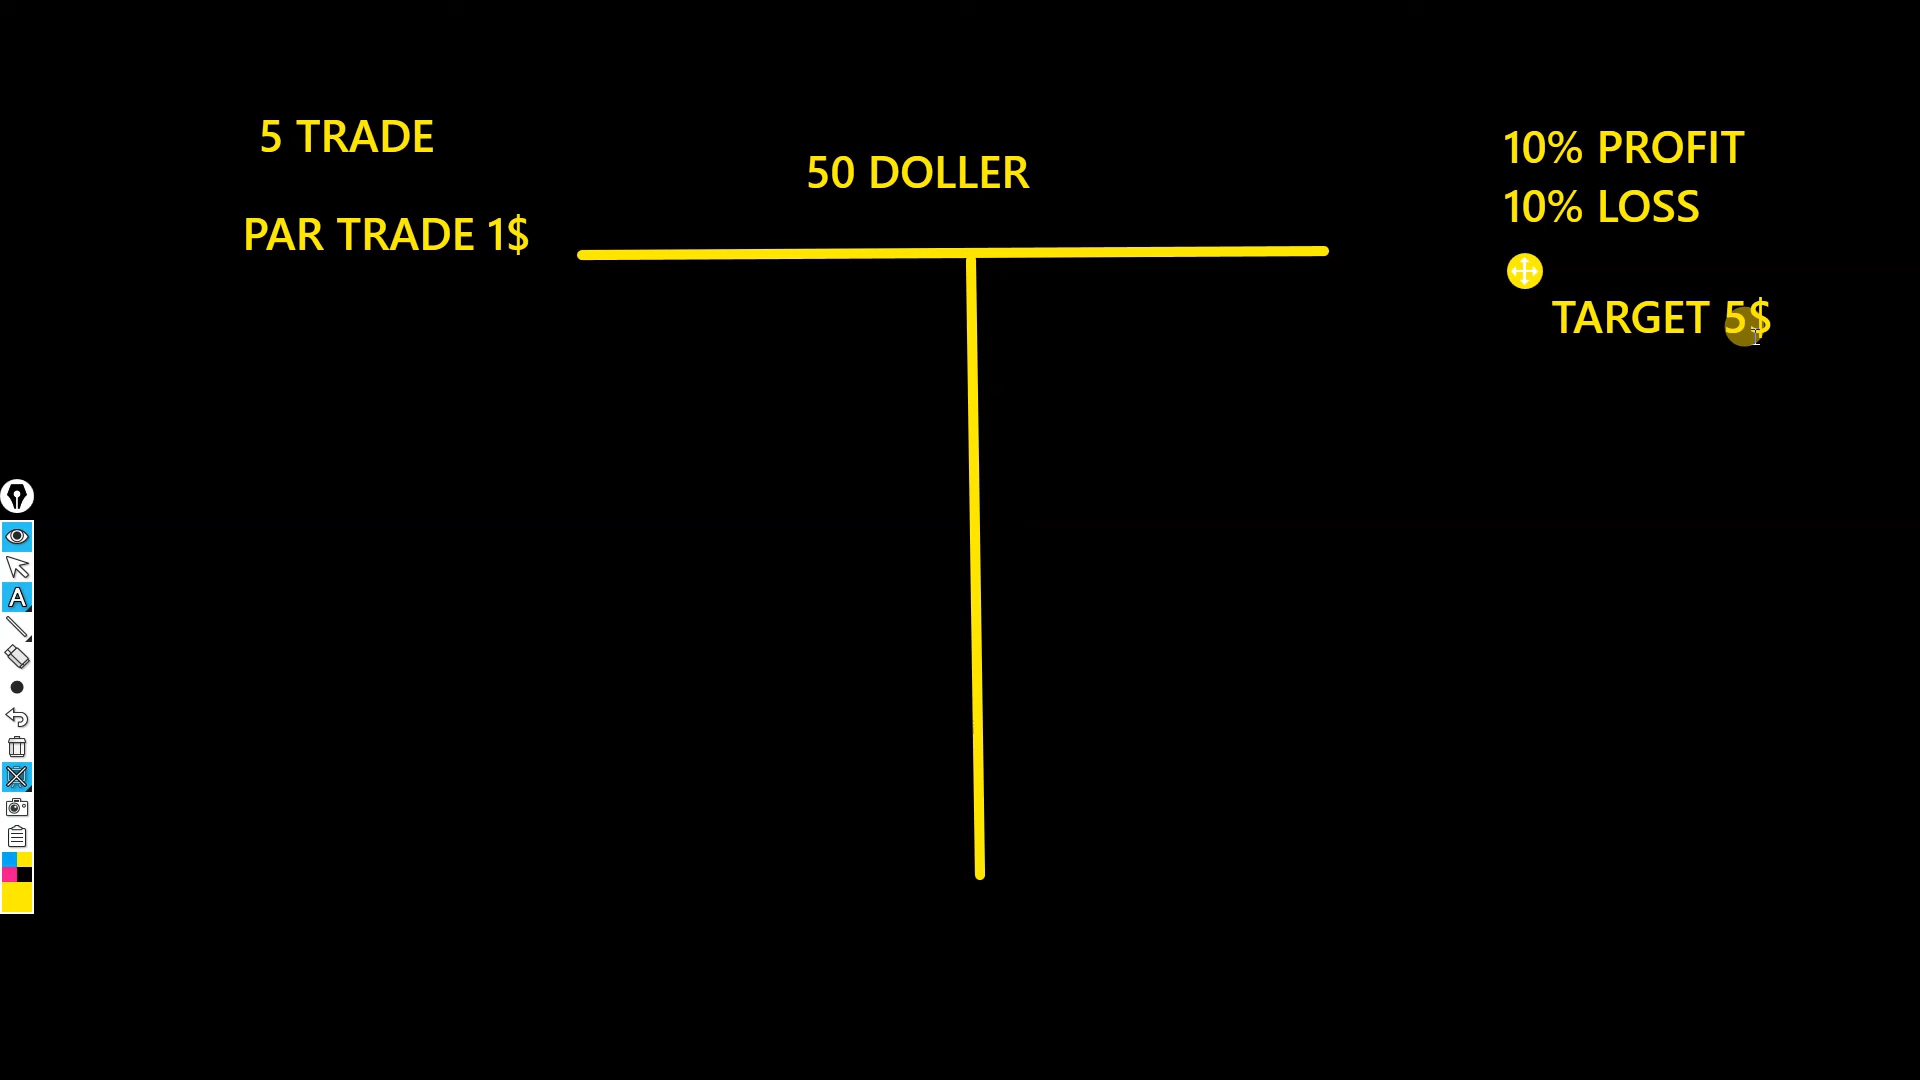 5 TRADE
PAR TRADE 1$
50 DOLLER
10% PROFIT
10% LOSS
TARGET 5$